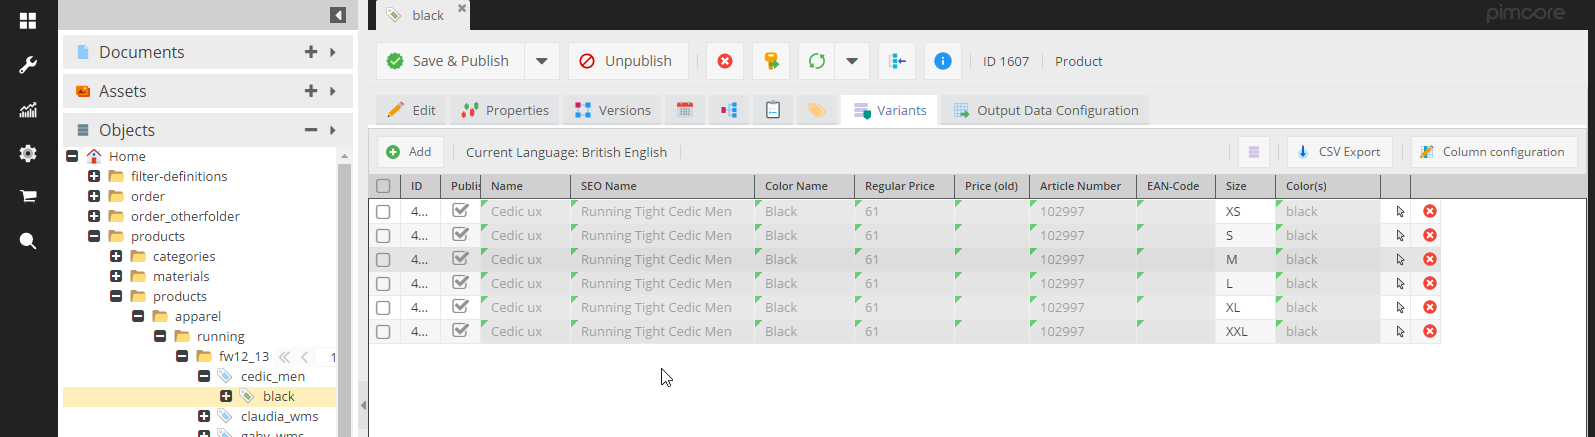 black
pimcore
Documents
Assets
Objects
Home
filter-definitions
order
order_otherfolder
products
categories
materials
products
apparel
running
fw12_13 1
cedic_men
black
claudia_wms
gaby_wms
Save & Publish Unpublish ID 1607 Product
Edit Properties Versions Variants Output Data Configuration
Add Current Language: British English CSV Export Column configuration
ID Publis Name SEO Name Color Name Regular Price Price (old) Article Number EAN-Code Size Color(s)
4... Cedic ux Running Tight Cedic Men Black 61 102997 XS black
4... Cedic ux Running Tight Cedic Men Black 61 102997 S black
4... Cedic ux Running Tight Cedic Men Black 61 102997 M black
4... Cedic ux Running Tight Cedic Men Black 61 102997 L black
4... Cedic ux Running Tight Cedic Men Black 61 102997 XL black
4... Cedic ux Running Tight Cedic Men Black 61 102997 XXL black